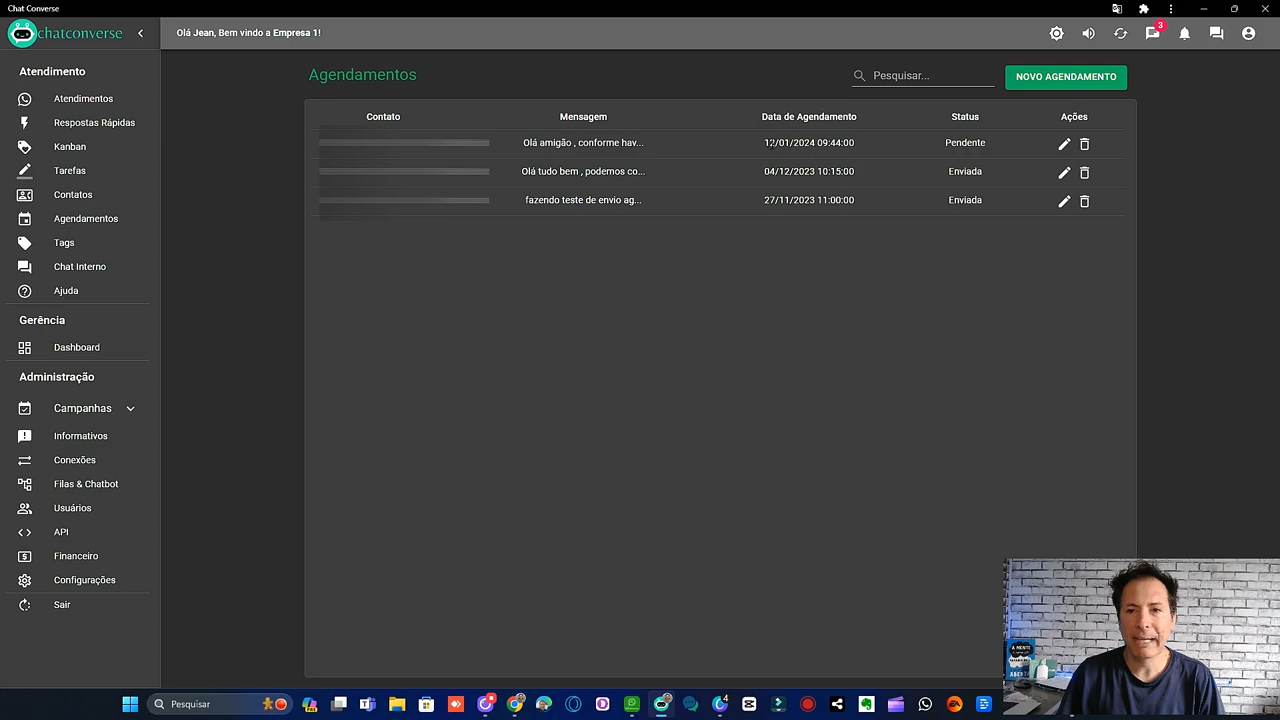 Chat Converse
chatconverse
Olá Jean, Bem vindo a Empresa 1!
3
Atendimento
Atendimentos
Respostas Rápidas
Kanban
Tarefas
Contatos
Agendamentos
Tags
Chat Interno
Ajuda
Gerência
Dashboard
Administração
Campanhas
Informativos
Conexões
Filas & Chatbot
Usuários
API
Financeiro
Configurações
Sair
Agendamentos
Pesquisar...
NOVO AGENDAMENTO
Contato Mensagem Data de Agendamento Status Ações
Olá amigão , conforme hav... 12/01/2024 09:44:00 Pendente
Olá tudo bem , podemos co... 04/12/2023 10:15:00 Enviada
fazendo teste de envio ag... 27/11/2023 11:00:00 Enviada
A MENTE
ABERTA
Pesquisar